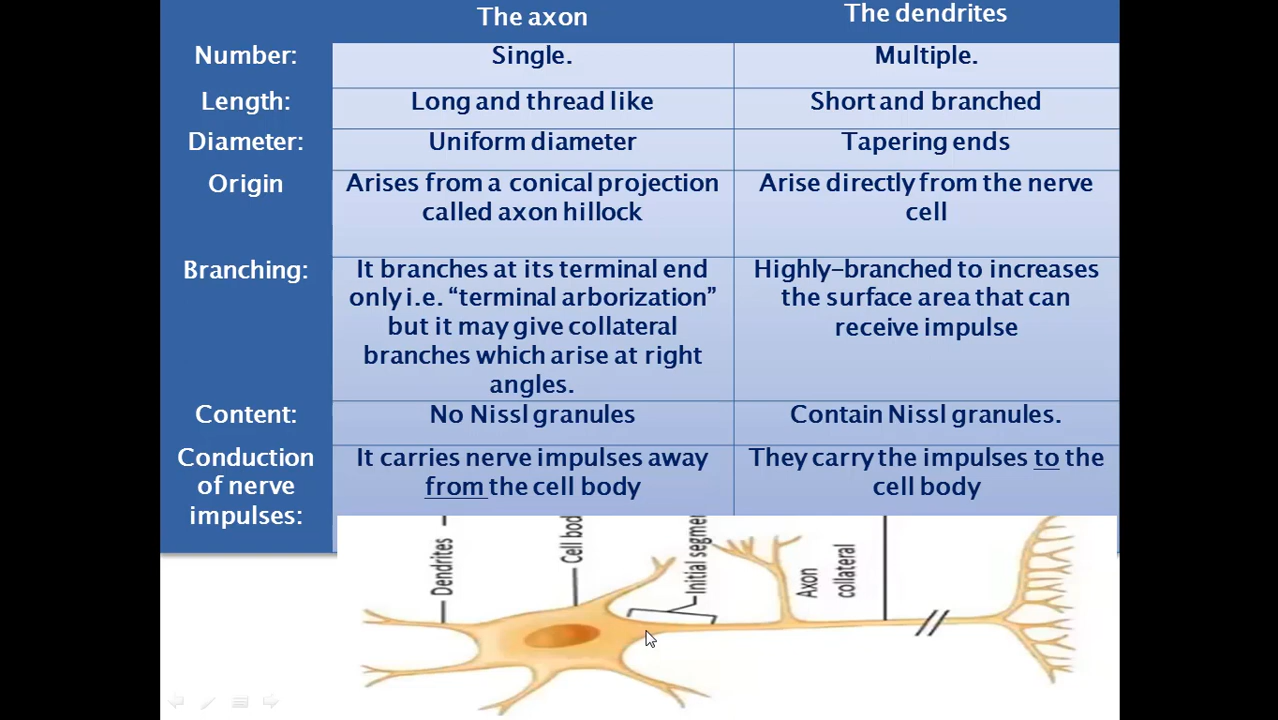 The axon
The dendrites
Number:
Single.
Multiple.
Length:
Long and thread like
Short and branched
Diameter:
Uniform diameter
Tapering ends
Origin
Arises from a conical projection
called axon hillock
Arise directly from the nerve
cell
Branching:
It branches at its terminal end
only i.e. “terminal arborization”
but it may give collateral
branches which arise at right
angles.
Highly-branched to increases
the surface area that can
receive impulse
Content:
No Nissl granules
Contain Nissl granules.
Conduction
of nerve
impulses:
It carries nerve impulses away
from the cell body
They carry the impulses to the
cell body
Dendrites
Cell
Initial
Axon
collateral